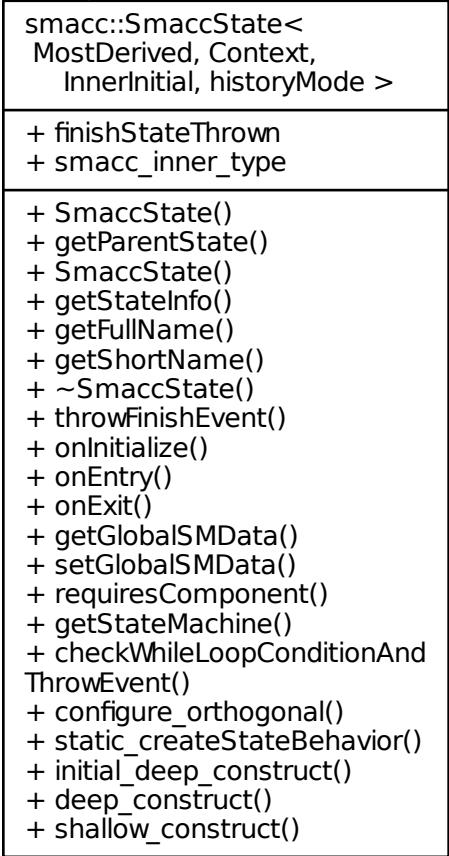 smacc::SmaccState<
MostDerived, Context,
InnerInitial, historyMode >
+ finishStateThrown
+ smacc_inner_type
+ SmaccState()
+ getParentState()
+ SmaccState()
+ getStateInfo()
+ getFullName()
+ getShortName()
+ ~SmaccState()
+ throwFinishEvent()
+ onInitialize()
+ onEntry()
+ onExit()
+ getGlobalSMData()
+ setGlobalSMData()
+ requiresComponent()
+ getStateMachine()
+ checkWhileLoopConditionAnd
ThrowEvent()
+ configure_orthogonal()
+ static_createStateBehavior()
+ initial_deep_construct()
+ deep_construct()
+ shallow_construct()